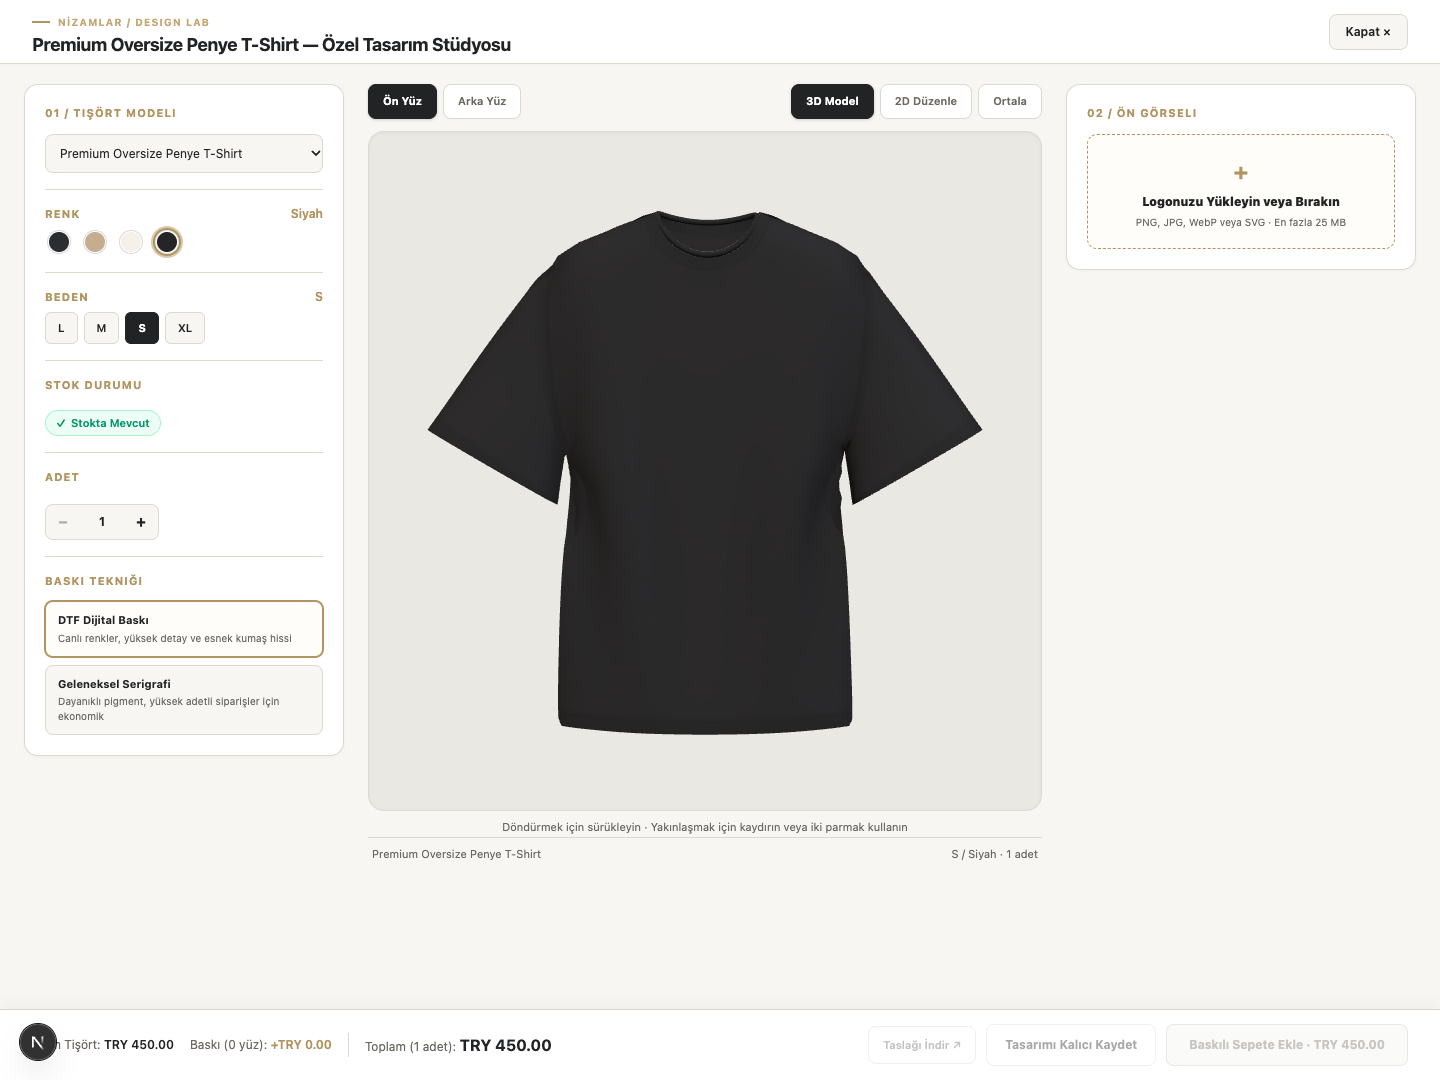 NİZAMLAR / DESIGN LAB
Premium Oversize Penye T-Shirt — Özel Tasarım Stüdyosu
Kapat ×
01 / TIŞÖRT MODELI
Premium Oversize Penye T-Shirt
RENK
Siyah
BEDEN
S
L
M
S
XL
STOK DURUMU
✓ Stokta Mevcut
ADET
− 1 +
BASKI TEKNİĞI
DTF Dijital Baskı
Canlı renkler, yüksek detay ve esnek kumaş hissi
Geleneksel Serigrafi
Dayanıklı pigment, yüksek adetli siparişler için
ekonomik
Ön Yüz
Arka Yüz
3D Model
2D Düzenle
Ortala
Döndürmek için sürükleyin · Yakınlaşmak için kaydırın veya iki parmak kullanın
Premium Oversize Penye T-Shirt
S / Siyah · 1 adet
02 / ÖN GÖRSELI
+
Logonuzu Yükleyin veya Bırakın
PNG, JPG, WebP veya SVG · En fazla 25 MB
N
Tişört: TRY 450.00
Baskı (0 yüz): +TRY 0.00
Toplam (1 adet): TRY 450.00
Taslağı İndir ↗
Tasarımı Kalıcı Kaydet
Baskılı Sepete Ekle · TRY 450.00